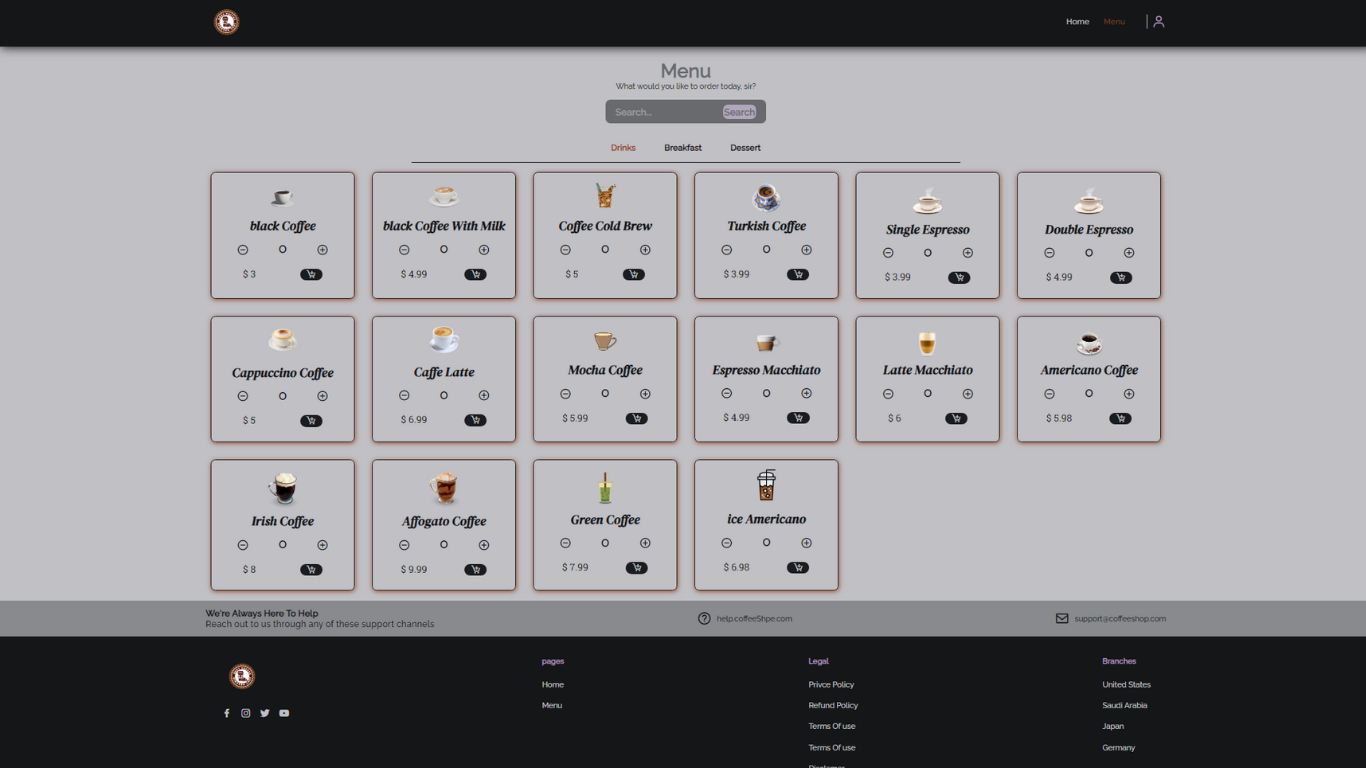 Home Menu
Menu
What would you like to order today, sir?
Search... Search
Drinks Breakfast Dessert
black Coffee
0
$ 3
black Coffee With Milk
0
$ 4.99
Coffee Cold Brew
0
$ 5
Turkish Coffee
0
$ 3.99
Single Espresso
0
$ 3.99
Double Espresso
0
$ 4.99
Cappuccino Coffee
0
$ 5
Caffe Latte
0
$ 6.99
Mocha Coffee
0
$ 5.99
Espresso Macchiato
0
$ 4.99
Latte Macchiato
0
$ 6
Americano Coffee
0
$ 5.98
Irish Coffee
0
$ 8
Affogato Coffee
0
$ 9.99
Green Coffee
0
$ 7.99
ice Americano
0
$ 6.98
We're Always Here To Help
Reach out to us through any of these support channels
help.coffeeShpe.com
support@coffeeshop.com
pages
Home
Menu
Legal
Privce Policy
Refund Policy
Terms Of use
Terms Of use
Disclaimer
Branches
United States
Saudi Arabia
Japan
Germany